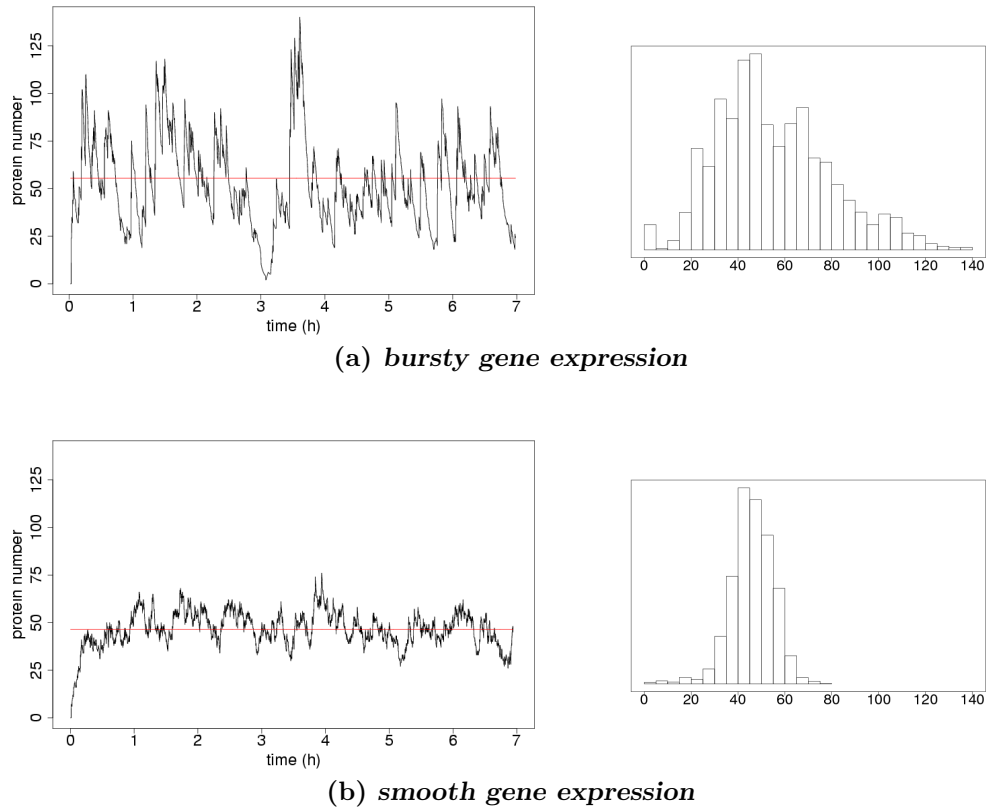 125
100
75
50
25
0
protein number
0 1 2 3 4 5 6 7
time (h)
0 20 40 60 80 100 120 140
(a) bursty gene expression
125
100
75
50
25
0
protein number
0 1 2 3 4 5 6 7
time (h)
0 20 40 60 80 100 120 140
(b) smooth gene expression